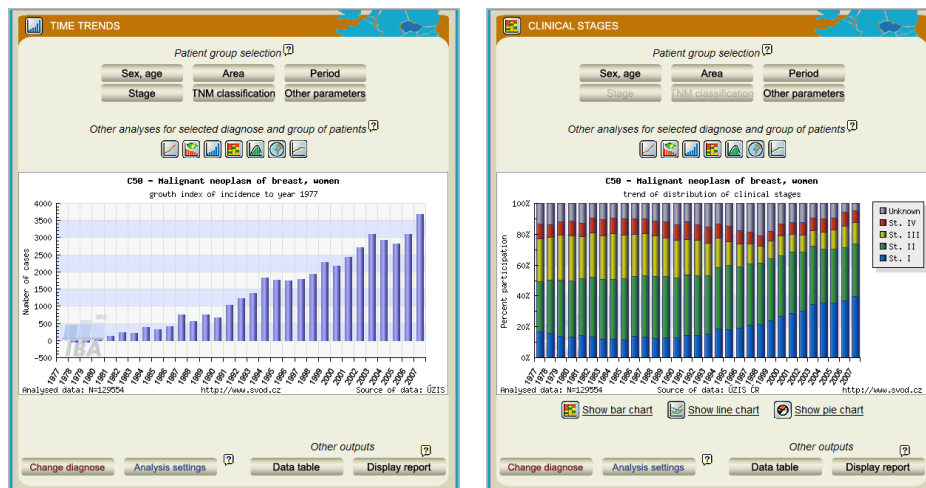 TIME TRENDS
Patient group selection ?
Sex, age Area Period
Stage TNM classification Other parameters
Other analyses for selected diagnose and group of patients ?
C50 - Malignant neoplasm of breast, women
growth index of incidence to year 1977
Number of cases
4000
3500
3000
2500
2000
1500
1000
500
0
-500
MU
IBA
1977 1978 1979 1980 1981 1982 1983 1984 1985 1986 1987 1988 1989 1990 1991 1992 1993 1994 1995 1996 1997 1998 1999 2000 2001 2002 2003 2004 2005 2006 2007
Analysed data: N=129554 http://www.svod.cz Source of data: ÚZIS
Other outputs
Change diagnose Analysis settings ? Data table Display report ?
CLINICAL STAGES
Patient group selection ?
Sex, age Area Period
Stage TNM classification Other parameters
Other analyses for selected diagnose and group of patients ?
C50 - Malignant neoplasm of breast, women
trend of distribution of clinical stages
Percent participation
100%
80%
60%
40%
20%
0%
Unknown
St. IV
St. III
St. II
St. I
1977 1978 1979 1980 1981 1982 1983 1984 1985 1986 1987 1988 1989 1990 1991 1992 1993 1994 1995 1996 1997 1998 1999 2000 2001 2002 2003 2004 2005 2006 2007
Analysed data: N=129554 Source of data: ÚZIS ČR http://www.svod.cz
Show bar chart Show line chart Show pie chart
Other outputs
Change diagnose Analysis settings ? Data table Display report ?